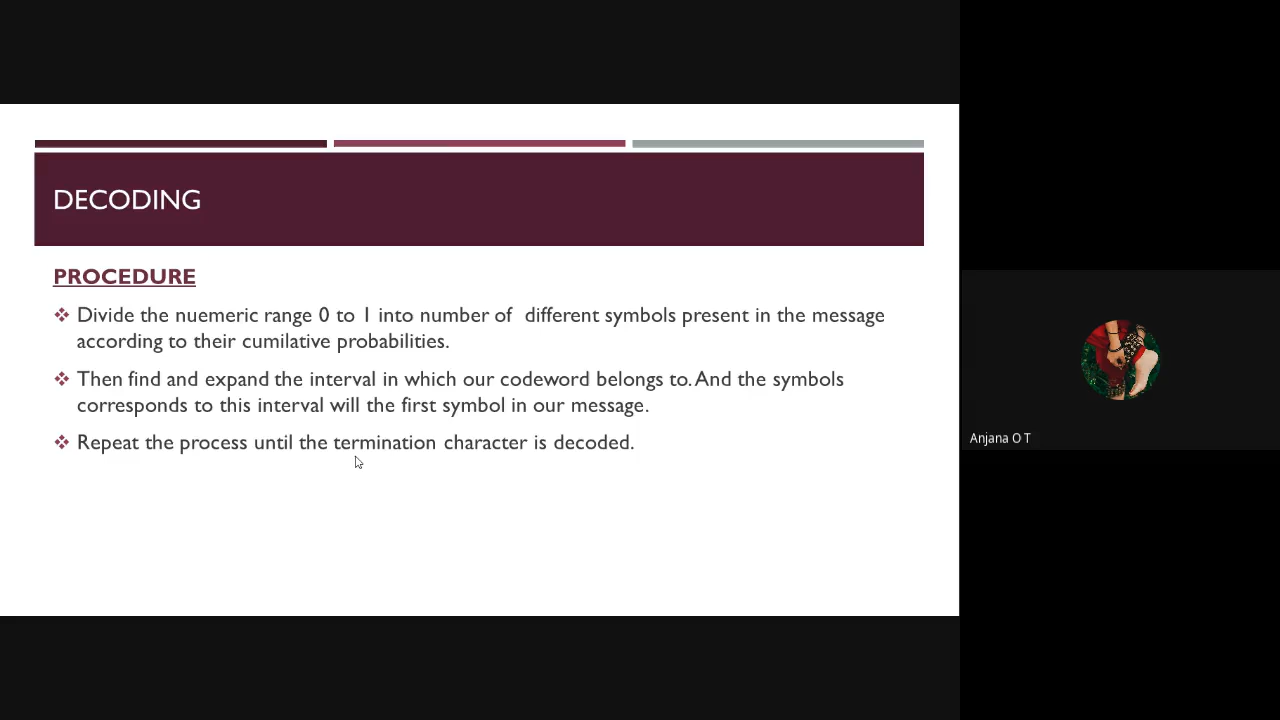 DECODING
PROCEDURE
❖ Divide the nuemeric range 0 to 1 into number of different symbols present in the message
according to their cumilative probabilities.
❖ Then find and expand the interval in which our codeword belongs to. And the symbols
corresponds to this interval will the first symbol in our message.
❖ Repeat the process until the termination character is decoded.
Anjana O T